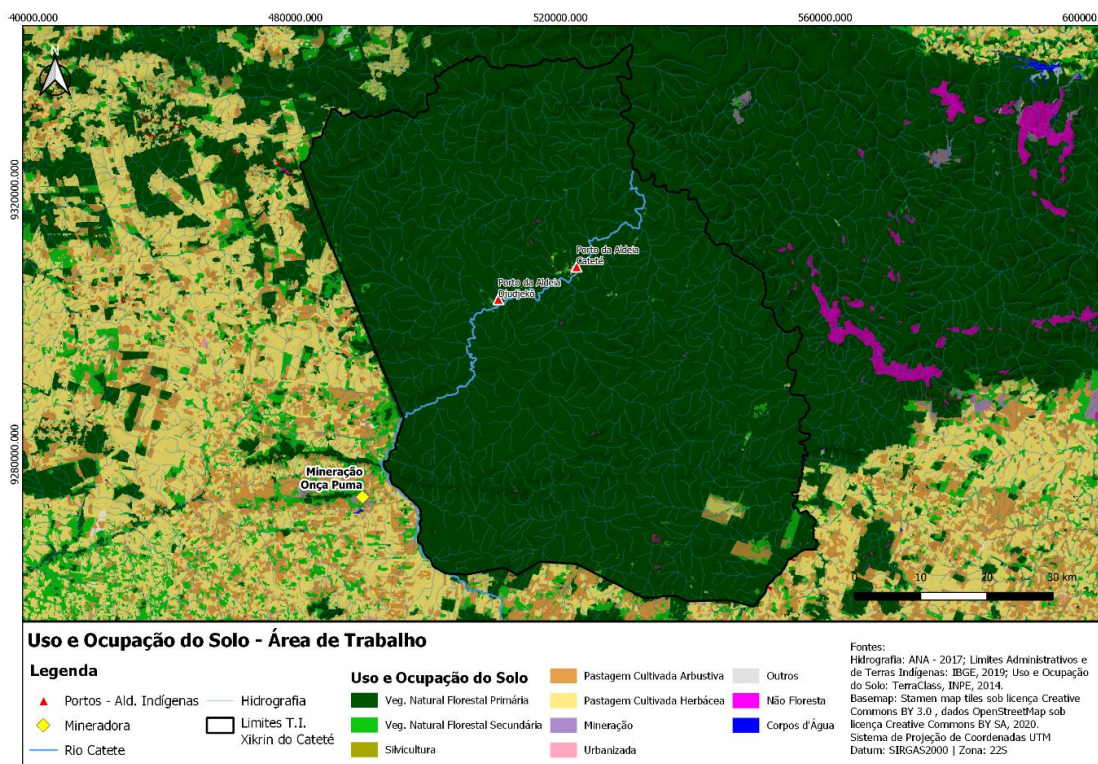 440000.000 480000.000 520000.000 560000.000 600000.000
N
9320000.000
9280000.000
Porto da Aldeia
Cateté
Porto da Aldeia
Djudjekô
Mineração
Onça Puma
0 10 20 30 km
Uso e Ocupação do Solo - Área de Trabalho
Legenda
Portos - Ald. Indígenas
Mineradora
Rio Catete
Hidrografia
Limites T.I.
Xikrin do Cateté
Uso e Ocupação do Solo
Veg. Natural Florestal Primária
Veg. Natural Florestal Secundária
Silvicultura
Pastagem Cultivada Arbustiva
Pastagem Cultivada Herbácea
Mineração
Urbanizada
Outros
Não Floresta
Corpos d'Água
Fontes:
Hidrografia: ANA - 2017; Limites Administrativos e
de Terras Indígenas: IBGE, 2019; Uso e Ocupação
do Solo: TerraClass, INPE, 2014.
Basemap: Stamen map tiles sob licença Creative
Commons BY 3.0 , dados OpenStreetMap sob
licença Creative Commons BY SA, 2020.
Sistema de Projeção de Coordenadas UTM
Datum: SIRGAS2000 | Zona: 22S